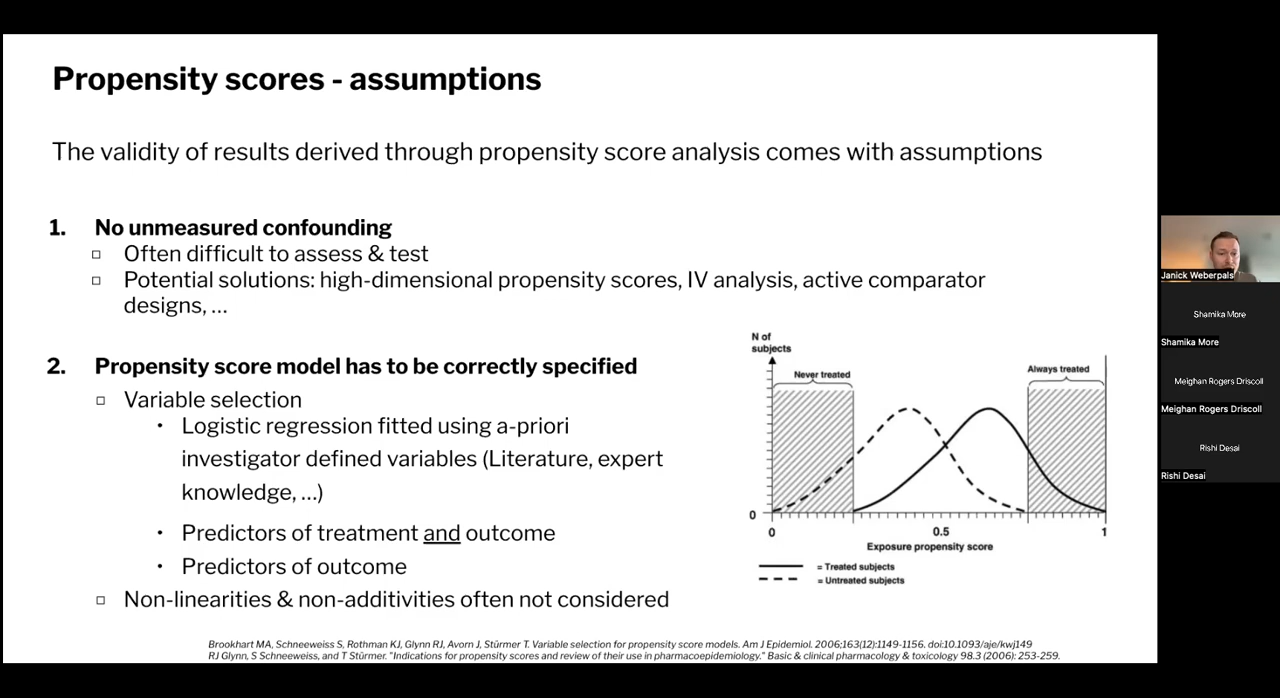 Propensity scores - assumptions
The validity of results derived through propensity score analysis comes with assumptions
1. No unmeasured confounding
Often difficult to assess & test
Potential solutions: high-dimensional propensity scores, IV analysis, active comparator
designs, ...
2. Propensity score model has to be correctly specified
Variable selection
• Logistic regression fitted using a-priori
investigator defined variables (Literature, expert
knowledge, ...)
• Predictors of treatment and outcome
• Predictors of outcome
Non-linearities & non-additivities often not considered
N of
subjects
Never treated
Always treated
0
0
0.5
1
Exposure propensity score
= Treated subjects
= Untreated subjects
Brookhart MA, Schneeweiss S, Rothman KJ, Glynn RJ, Avorn J, Stürmer T. Variable selection for propensity score models. Am J Epidemiol. 2006;163(12):1149-1156. doi:10.1093/aje/kwj149
RJ Glynn, S Schneeweiss, and T Stürmer. "Indications for propensity scores and review of their use in pharmacoepidemiology." Basic & clinical pharmacology & toxicology 98.3 (2006): 253-259.
Janick Weberpals
Shamika More
Shamika More
Meighan Rogers Driscoll
Meighan Rogers Driscoll
Rishi Desai
Rishi Desai